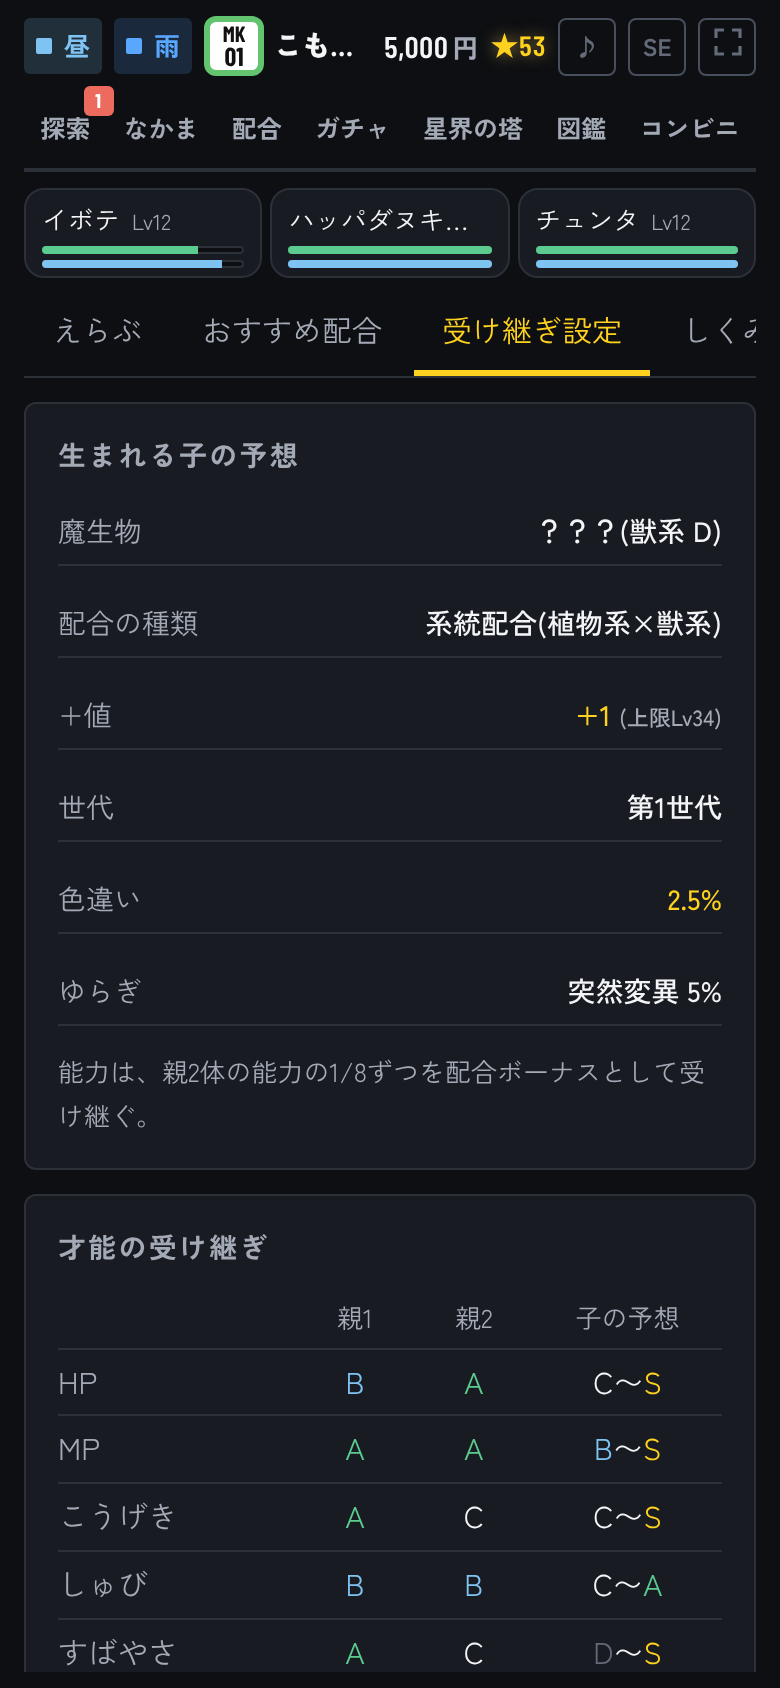 昼 雨 MK 01 こも… 5,000 円 ★53 ♪ SE
1
探索 なかま 配合 ガチャ 星界の塔 図鑑 コンビニ
イボテ Lv12 ハッパダヌキ… チュンタ Lv12
えらぶ おすすめ配合 受け継ぎ設定 しくみ
生まれる子の予想
魔生物 ？？？(獣系 D)
配合の種類 系統配合(植物系×獣系)
＋値 +1 (上限Lv34)
世代 第1世代
色違い 2.5%
ゆらぎ 突然変異 5%
能力は、親2体の能力の1/8ずつを配合ボーナスとして受
け継ぐ。
才能の受け継ぎ
親1 親2 子の予想
HP B A C〜S
MP A A B〜S
こうげき A C C〜S
しゅび B B C〜A
すばやさ A C D〜S